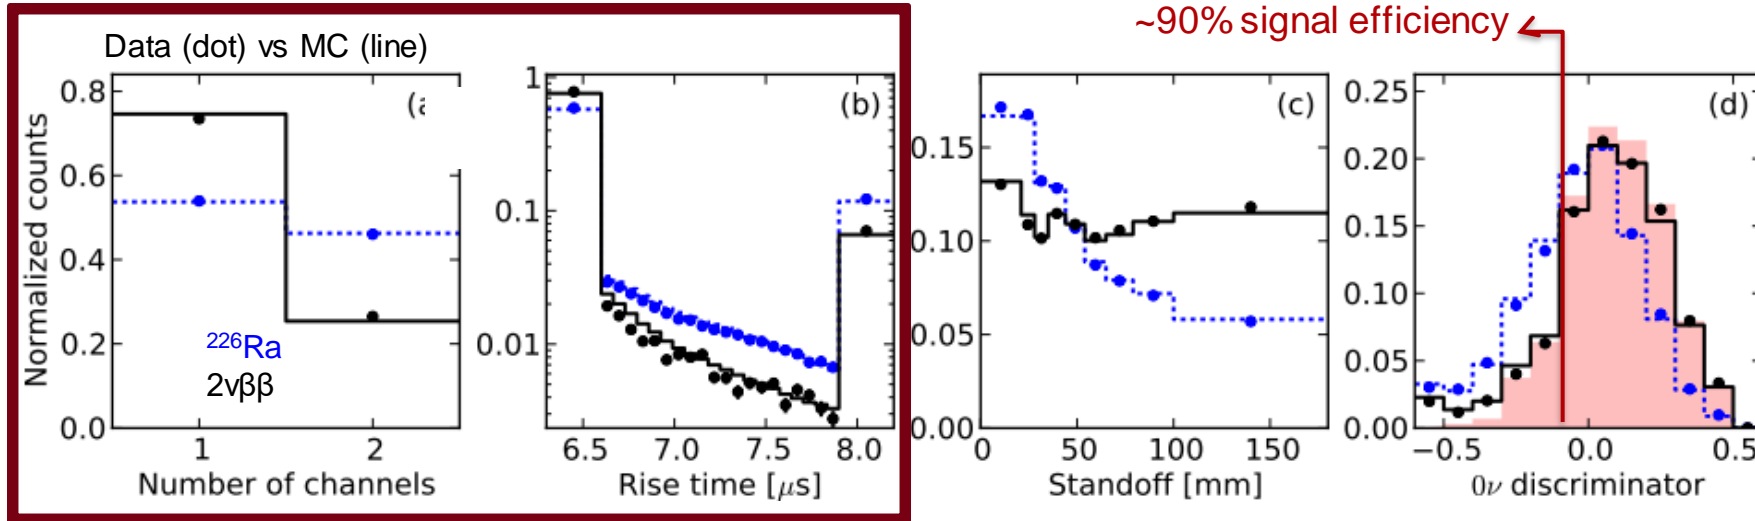 ~90% signal efficiency
Data (dot) vs MC (line)
(a
(b)
(c)
(d)
Normalized counts
0.8
0.6
0.4
0.2
0.0
226Ra
2νββ
1
2
Number of channels
1
0.1
0.01
6.5
7.0
7.5
8.0
Rise time [μs]
0.15
0.10
0.05
0.00
0
50
100
150
Standoff [mm]
0.25
0.20
0.15
0.10
0.05
0.00
−0.5
0.0
0.5
0ν discriminator